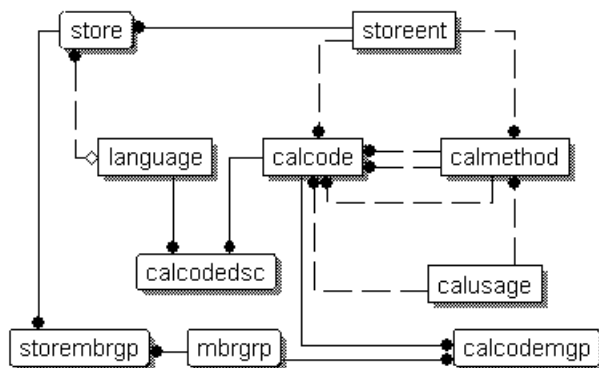 store
storeent
language
calcode
calmethod
calcodedsc
calusage
storembrgp
mbrgrp
calcodemgp